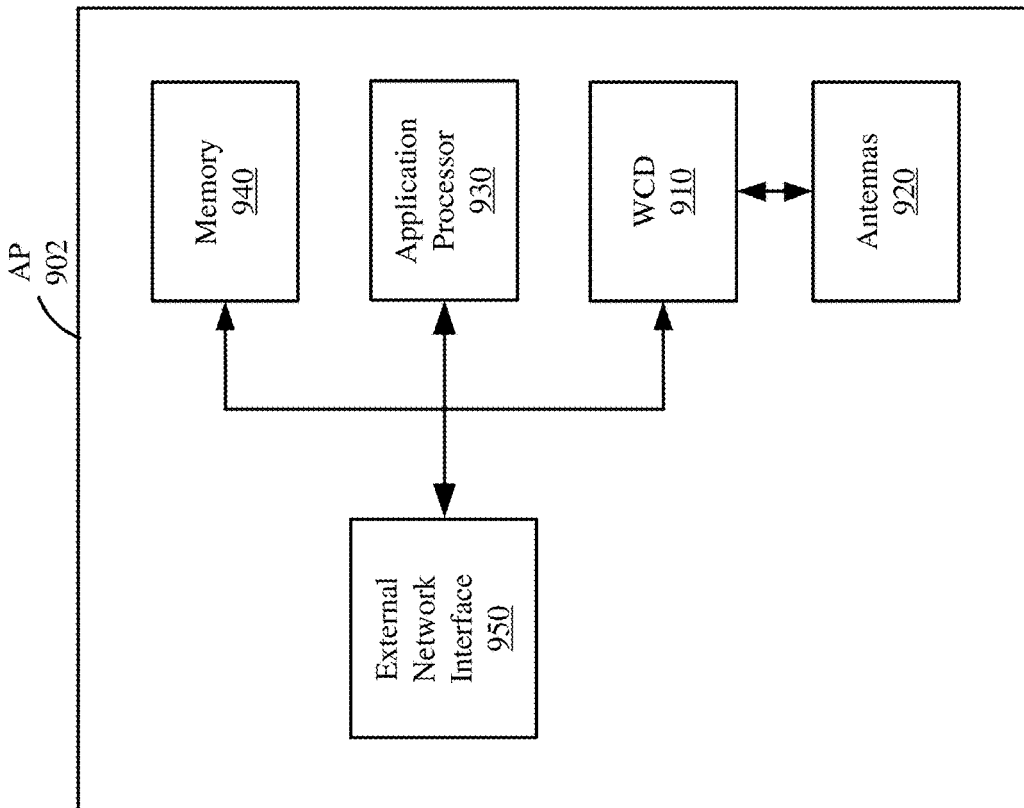 AP
902
Memory
940
Application
Processor
930
WCD
910
Antennas
920
External
Network
Interface
950